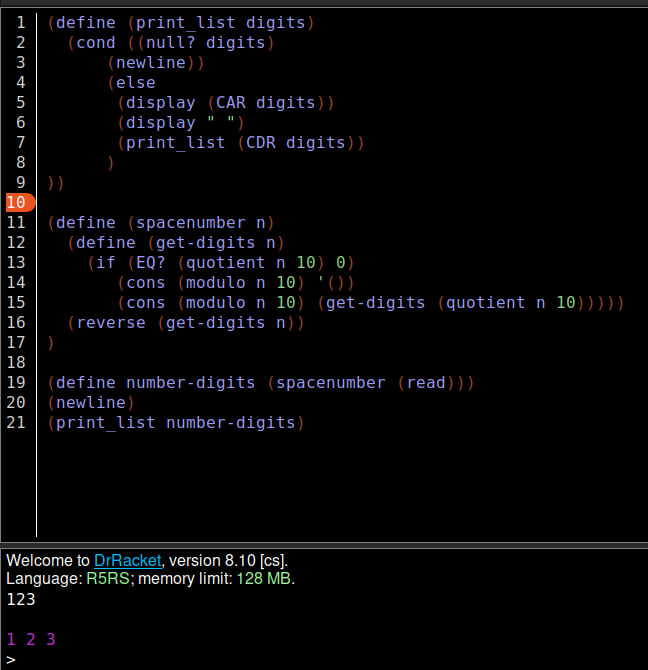 1 (define (print_list digits)
2   (cond ((null? digits)
3       (newline))
4       (else
5        (display (CAR digits))
6        (display " ")
7        (print_list (CDR digits))
8       )
9 ))
10
11 (define (spacenumber n)
12   (define (get-digits n)
13     (if (EQ? (quotient n 10) 0)
14        (cons (modulo n 10) '())
15        (cons (modulo n 10) (get-digits (quotient n 10)))))
16   (reverse (get-digits n))
17 )
18
19 (define number-digits (spacenumber (read)))
20 (newline)
21 (print_list number-digits)
Welcome to DrRacket, version 8.10 [cs].
Language: R5RS; memory limit: 128 MB.
123
1 2 3
>